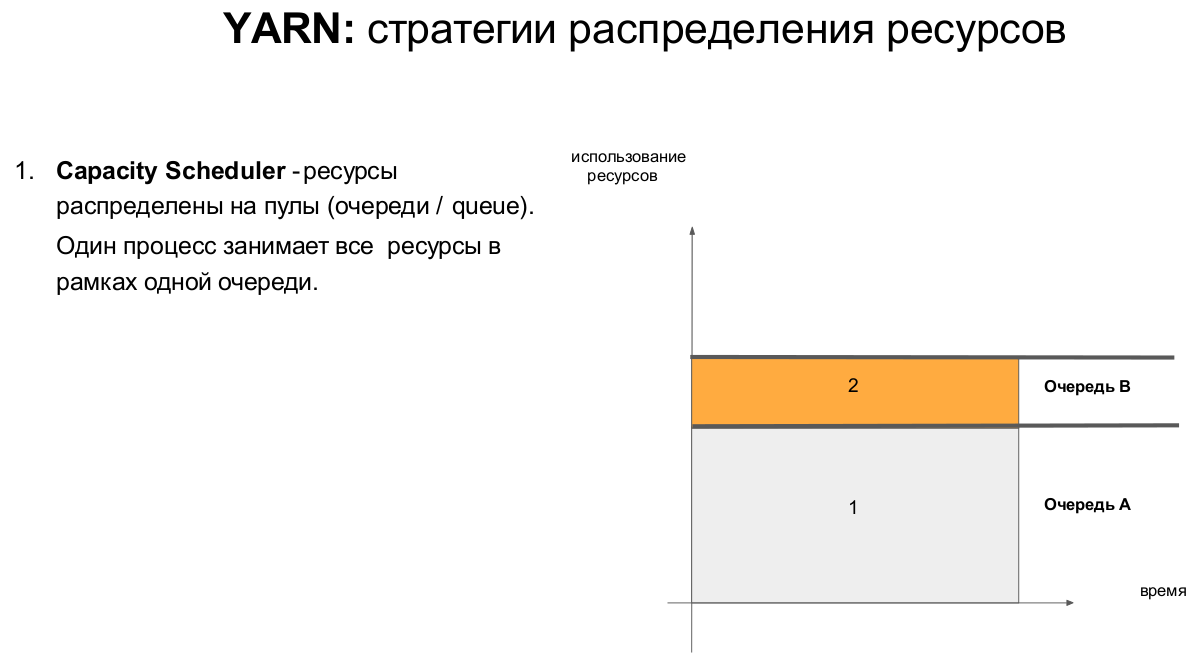 YARN: стратегии распределения ресурсов
1. Capacity Scheduler - ресурсы
распределены на пулы (очереди / queue).
Один процесс занимает все ресурсы в
рамках одной очереди.
использование
ресурсов
2
Очередь B
1
Очередь A
время